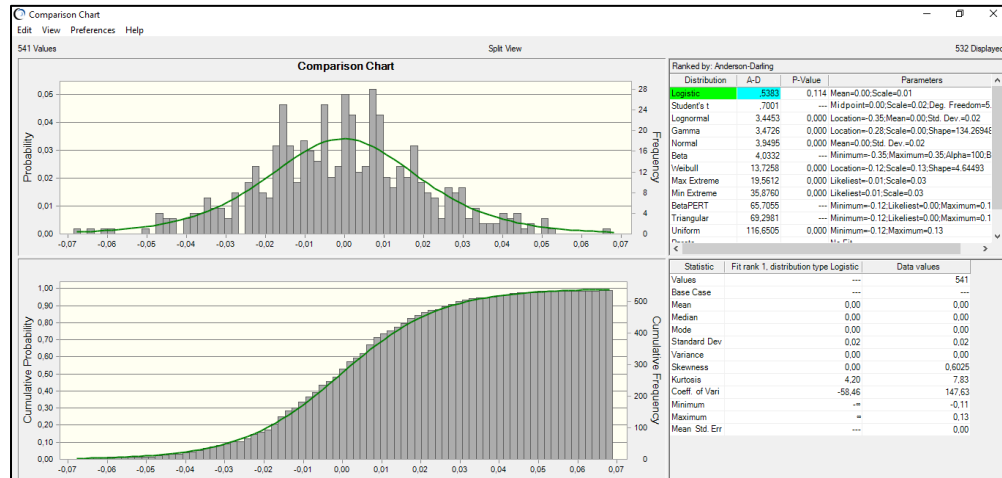 Comparison Chart
Edit View Preferences Help
541 Values Split View 532 Displayed
Comparison Chart
Probability
0,06
0,05
0,04
0,03
0,02
0,01
0,00
Frequency
28
24
20
16
12
8
4
0
-0,07 -0,06 -0,05 -0,04 -0,03 -0,02 -0,01 0,00 0,01 0,02 0,03 0,04 0,05 0,06 0,07
Cumulative Probability
1,00
0,90
0,80
0,70
0,60
0,50
0,40
0,30
0,20
0,10
0,00
Cumulative Frequency
500
400
300
200
100
0
-0,07 -0,06 -0,05 -0,04 -0,03 -0,02 -0,01 0,00 0,01 0,02 0,03 0,04 0,05 0,06 0,07
Ranked by: Anderson-Darling
Distribution A-D P-Value Parameters
Logistic ,5383 0,114 Mean=0.00;Scale=0.01
Student's t ,7001 --- Midpoint=0.00;Scale=0.02;Deg. Freedom=5.
Lognormal 3,4453 0,000 Location=-0.35;Mean=0.00;Std. Dev.=0.02
Gamma 3,4726 0,000 Location=-0.28;Scale=0.00;Shape=134.26948
Normal 3,9495 0,000 Mean=0.00;Std. Dev.=0.02
Beta 4,0332 --- Minimum=-0.35;Maximum=0.35;Alpha=100;B
Weibull 13,7258 0,000 Location=-0.12;Scale=0.13;Shape=4.64493
Max Extreme 19,5612 0,000 Likeliest=-0.01;Scale=0.03
Min Extreme 35,8760 0,000 Likeliest=0.01;Scale=0.03
BetaPERT 65,7055 --- Minimum=-0.12;Likeliest=0.00;Maximum=0.1
Triangular 69,2981 --- Minimum=-0.12;Likeliest=0.00;Maximum=0.1
Uniform 116,6505 0,000 Minimum=-0.12;Maximum=0.13
Statistic Fit rank 1, distribution type Logistic Data values
Values --- 541
Base Case --- ---
Mean 0,00 0,00
Median 0,00 0,00
Mode 0,00 0,00
Standard Dev 0,02 0,02
Variance 0,00 0,00
Skewness 0,00 0,6025
Kurtosis 4,20 7,83
Coeff. of Vari -58,46 147,63
Minimum -∞ -0,11
Maximum ∞ 0,13
Mean Std. Err --- 0,00